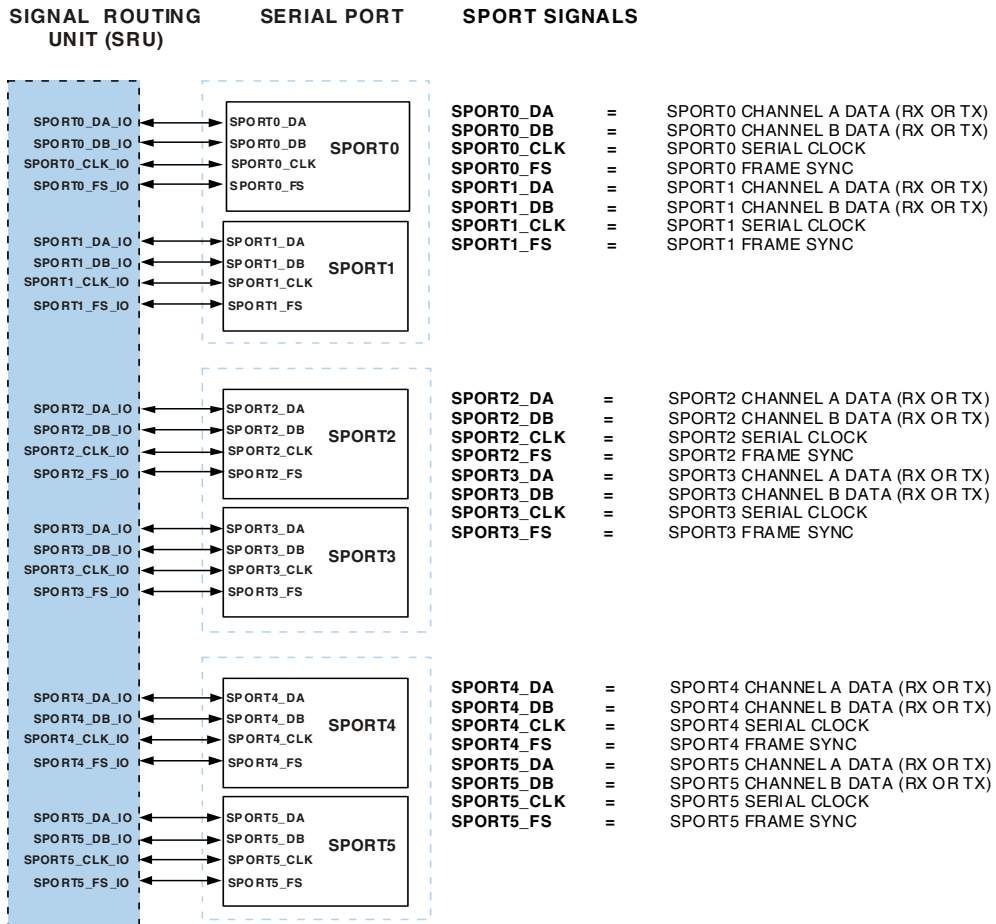 SIGNAL ROUTING UNIT (SRU)
SERIAL PORT
SPORT SIGNALS
SPORT0_DA_IO SPORT0_DA
SPORT0_DB_IO SPORT0_DB
SPORT0_CLK_IO SPORT0_CLK
SPORT0_FS_IO SPORT0_FS
SPORT0
SPORT1_DA_IO SPORT1_DA
SPORT1_DB_IO SPORT1_DB
SPORT1_CLK_IO SPORT1_CLK
SPORT1_FS_IO SPORT1_FS
SPORT1
SPORT0_DA = SPORT0 CHANNEL A DATA (RX OR TX)
SPORT0_DB = SPORT0 CHANNEL B DATA (RX OR TX)
SPORT0_CLK = SPORT0 SERIAL CLOCK
SPORT0_FS = SPORT0 FRAME SYNC
SPORT1_DA = SPORT1 CHANNEL A DATA (RX OR TX)
SPORT1_DB = SPORT1 CHANNEL B DATA (RX OR TX)
SPORT1_CLK = SPORT1 SERIAL CLOCK
SPORT1_FS = SPORT1 FRAME SYNC
SPORT2_DA_IO SPORT2_DA
SPORT2_DB_IO SPORT2_DB
SPORT2_CLK_IO SPORT2_CLK
SPORT2_FS_IO SPORT2_FS
SPORT2
SPORT3_DA_IO SPORT3_DA
SPORT3_DB_IO SPORT3_DB
SPORT3_CLK_IO SPORT3_CLK
SPORT3_FS_IO SPORT3_FS
SPORT3
SPORT2_DA = SPORT2 CHANNEL A DATA (RX OR TX)
SPORT2_DB = SPORT2 CHANNEL B DATA (RX OR TX)
SPORT2_CLK = SPORT2 SERIAL CLOCK
SPORT2_FS = SPORT2 FRAME SYNC
SPORT3_DA = SPORT3 CHANNEL A DATA (RX OR TX)
SPORT3_DB = SPORT3 CHANNEL B DATA (RX OR TX)
SPORT3_CLK = SPORT3 SERIAL CLOCK
SPORT3_FS = SPORT3 FRAME SYNC
SPORT4_DA_IO SPORT4_DA
SPORT4_DB_IO SPORT4_DB
SPORT4_CLK_IO SPORT4_CLK
SPORT4_FS_IO SPORT4_FS
SPORT4
SPORT5_DA_IO SPORT5_DA
SPORT5_DB_IO SPORT5_DB
SPORT5_CLK_IO SPORT5_CLK
SPORT5_FS_IO SPORT5_FS
SPORT5
SPORT4_DA = SPORT4 CHANNEL A DATA (RX OR TX)
SPORT4_DB = SPORT4 CHANNEL B DATA (RX OR TX)
SPORT4_CLK = SPORT4 SERIAL CLOCK
SPORT4_FS = SPORT4 FRAME SYNC
SPORT5_DA = SPORT5 CHANNEL A DATA (RX OR TX)
SPORT5_DB = SPORT5 CHANNEL B DATA (RX OR TX)
SPORT5_CLK = SPORT5 SERIAL CLOCK
SPORT5_FS = SPORT5 FRAME SYNC